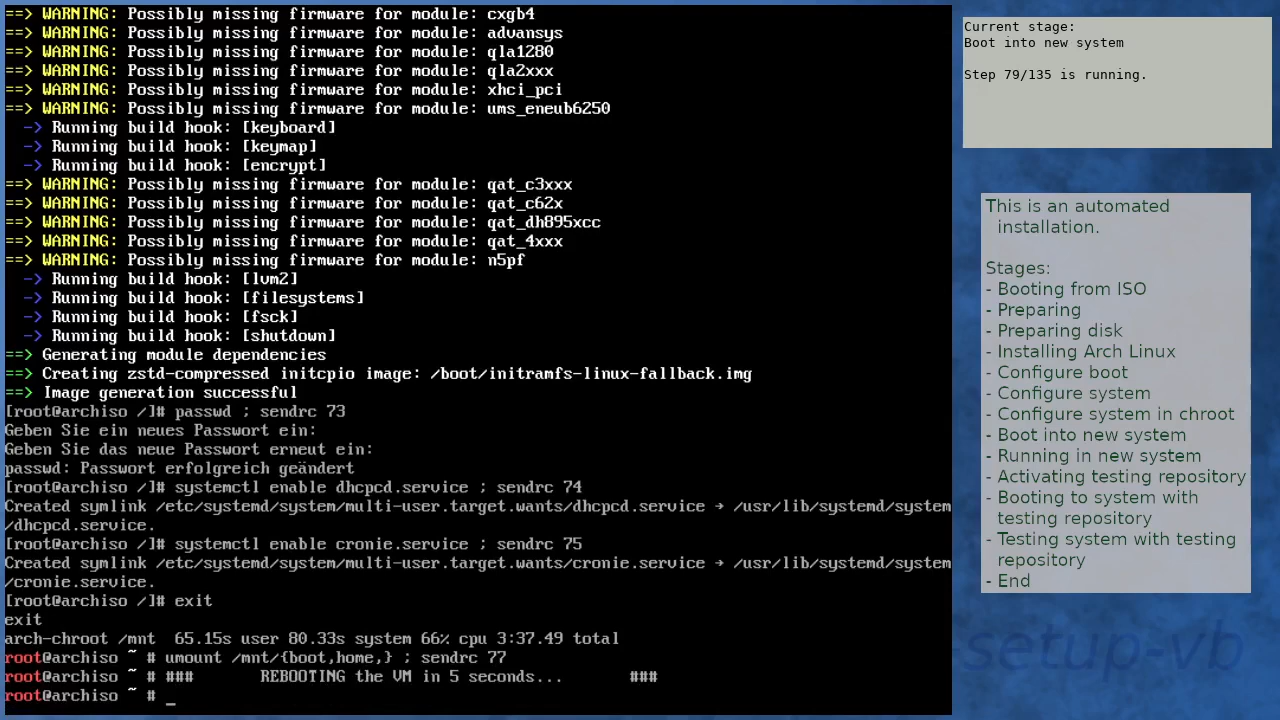 ==> WARNING: Possibly missing firmware for module: cxgb4
==> WARNING: Possibly missing firmware for module: advansys
==> WARNING: Possibly missing firmware for module: qla1280
==> WARNING: Possibly missing firmware for module: qla2xxx
==> WARNING: Possibly missing firmware for module: xhci_pci
==> WARNING: Possibly missing firmware for module: ums_eneub6250
  -> Running build hook: [keyboard]
  -> Running build hook: [keymap]
  -> Running build hook: [encrypt]
==> WARNING: Possibly missing firmware for module: qat_c3xxx
==> WARNING: Possibly missing firmware for module: qat_c62x
==> WARNING: Possibly missing firmware for module: qat_dh895xcc
==> WARNING: Possibly missing firmware for module: qat_4xxx
==> WARNING: Possibly missing firmware for module: n5pf
  -> Running build hook: [lvm2]
  -> Running build hook: [filesystems]
  -> Running build hook: [fsck]
  -> Running build hook: [shutdown]
==> Generating module dependencies
==> Creating zstd-compressed initcpio image: /boot/initramfs-linux-fallback.img
==> Image generation successful
[root@archiso /]# passwd ; sendrc 73
Geben Sie ein neues Passwort ein:
Geben Sie das neue Passwort erneut ein:
passwd: Passwort erfolgreich geändert
[root@archiso /]# systemctl enable dhcpcd.service ; sendrc 74
Created symlink /etc/systemd/system/multi-user.target.wants/dhcpcd.service → /usr/lib/systemd/system
/dhcpcd.service.
[root@archiso /]# systemctl enable cronie.service ; sendrc 75
Created symlink /etc/systemd/system/multi-user.target.wants/cronie.service → /usr/lib/systemd/system
/cronie.service.
[root@archiso /]# exit
exit
arch-chroot /mnt  65.15s user 80.33s system 66% cpu 3:37.49 total
root@archiso ~ # umount /mnt/{boot,home,} ; sendrc 77
root@archiso ~ # ###       REBOOTING the VM in 5 seconds...       ###
root@archiso ~ # _
Current stage:
Boot into new system
Step 79/135 is running.
This is an automated
installation.
Stages:
- Booting from ISO
- Preparing
- Preparing disk
- Installing Arch Linux
- Configure boot
- Configure system
- Configure system in chroot
- Boot into new system
- Running in new system
- Activating testing repository
- Booting to system with
testing repository
- Testing system with testing
repository
- End
-setup-vb